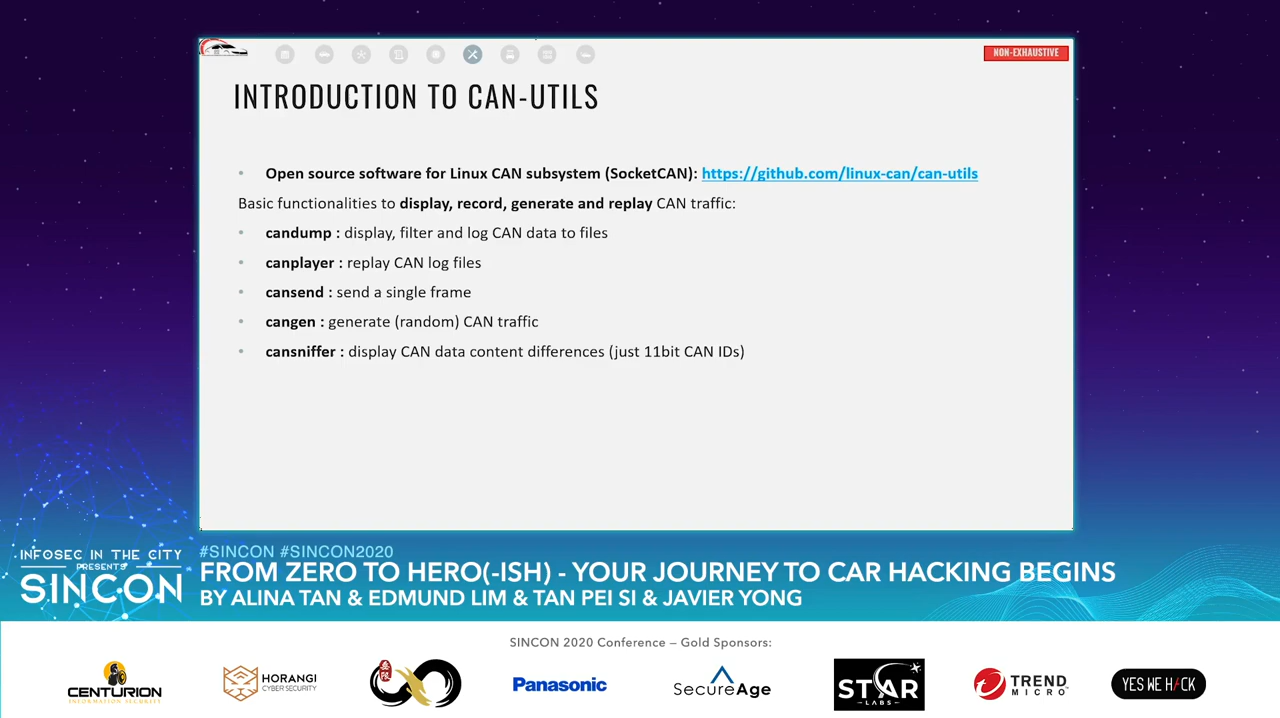 NON-EXHAUSTIVE
INTRODUCTION TO CAN-UTILS
• Open source software for Linux CAN subsystem (SocketCAN): https://github.com/linux-can/can-utils
Basic functionalities to display, record, generate and replay CAN traffic:
• candump : display, filter and log CAN data to files
• canplayer : replay CAN log files
• cansend : send a single frame
• cangen : generate (random) CAN traffic
• cansniffer : display CAN data content differences (just 11bit CAN IDs)
INFOSEC IN THE CITY
PRESENTS
SINCON
#SINCON #SINCON2020
FROM ZERO TO HERO(-ISH) - YOUR JOURNEY TO CAR HACKING BEGINS
BY ALINA TAN & EDMUND LIM & TAN PEI SI & JAVIER YONG
SINCON 2020 Conference – Gold Sponsors:
CENTURION
INFORMATION SECURITY
HORANGI
CYBER SECURITY
Panasonic
SecureAge
STAR
LABS
TREND
MICRO
YES WE H/CK